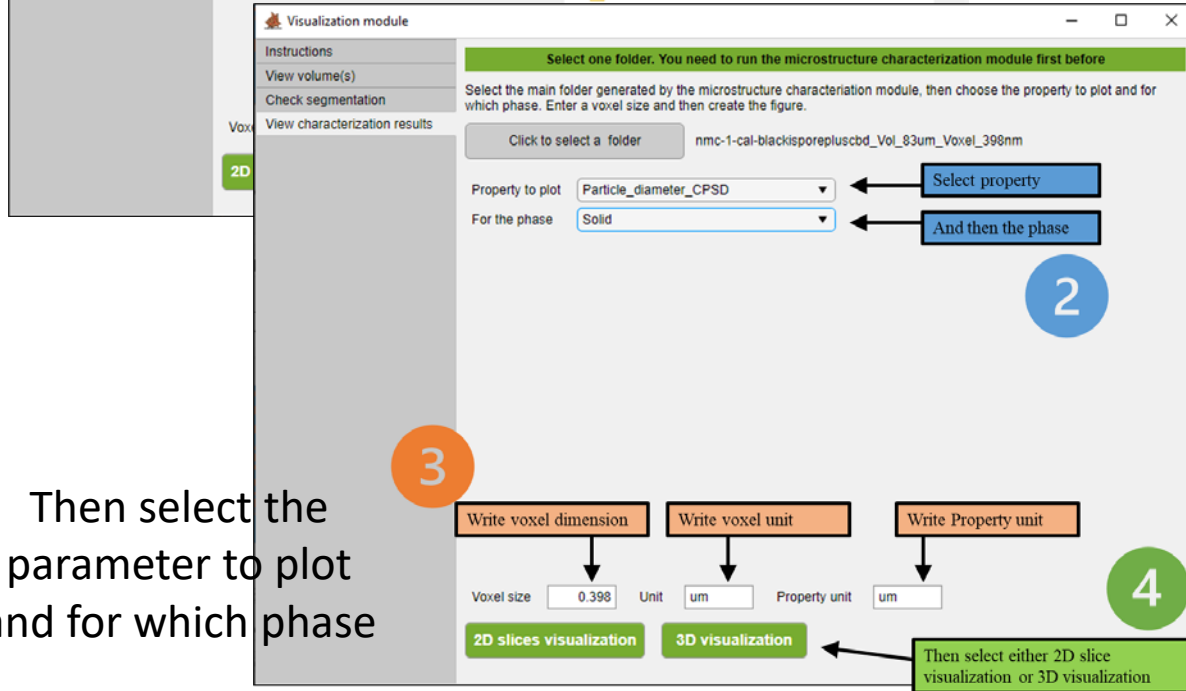 Visualization module
Instructions
View volume(s)
Check segmentation
View characterization results
Select one folder. You need to run the microstructure characterization module first before
Select the main folder generated by the microstructure characteriation module, then choose the property to plot and for
which phase. Enter a voxel size and then create the figure.
Click to select a folder
nmc-1-cal-blackisporepluscbd_Vol_83um_Voxel_398nm
Property to plot
Particle_diameter_CPSD
Select property
For the phase
Solid
And then the phase
2
Voxe
2D
3
Then select the
parameter to plot
and for which phase
Write voxel dimension
Write voxel unit
Write Property unit
Voxel size
0.398
Unit
um
Property unit
um
4
2D slices visualization
3D visualization
Then select either 2D slice
visualization or 3D visualization